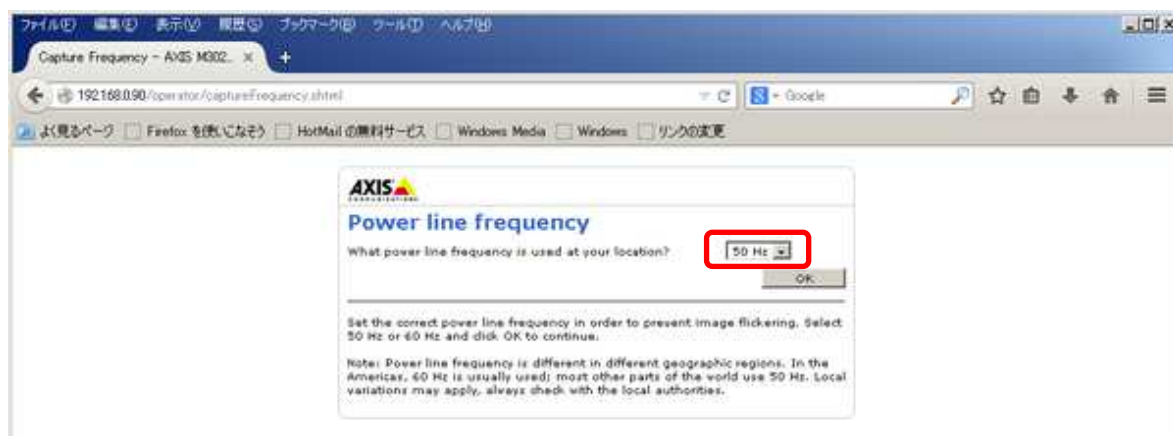 ファイル(F) 編集(E) 表示(V) 履歴(S) ブックマーク(B) ツール(T) ヘルプ(H)
Capture Frequency - AXIS M302... × +
192.168.0.90/operator/captureFrequency.shtml Google
よく見るページ Firefox を使いこなそう HotMail の無料サービス Windows Media Windows リンクの変更
AXIS
COMMUNICATIONS
Power line frequency
What power line frequency is used at your location? 50 Hz
OK
Set the correct power line frequency in order to prevent image flickering. Select
50 Hz or 60 Hz and click OK to continue.
Note: Power line frequency is different in different geographic regions. In the
Americas, 60 Hz is usually used; most other parts of the world use 50 Hz. Local
variations may apply, always check with the local authorities.